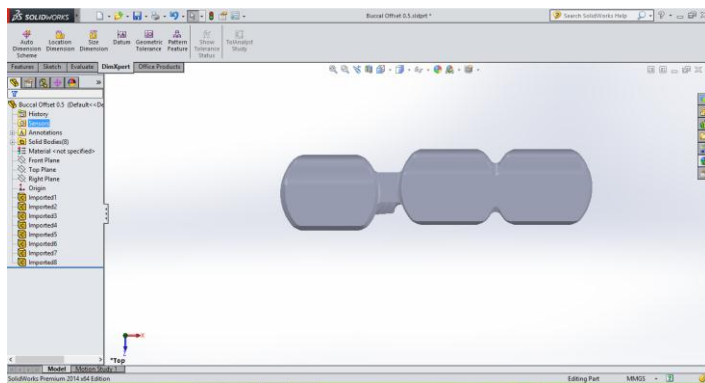 SOLIDWORKS
Buccal Offset 0.5.sldprt *
Search SolidWorks Help
Auto Dimension Scheme
Location Dimension
Size Dimension
Datum
Geometric Tolerance
Pattern Feature
Show Tolerance Status
TolAnalyst Study
Features Sketch Evaluate DimXpert Office Products
Buccal Offset 0.5 (Default<<De
History
Sensors
Annotations
Solid Bodies(8)
Material <not specified>
Front Plane
Top Plane
Right Plane
Origin
Imported1
Imported2
Imported3
Imported4
Imported5
Imported6
Imported7
Imported8
*Top
Model Motion Study 1
SolidWorks Premium 2014 x64 Edition
Editing Part MMGS